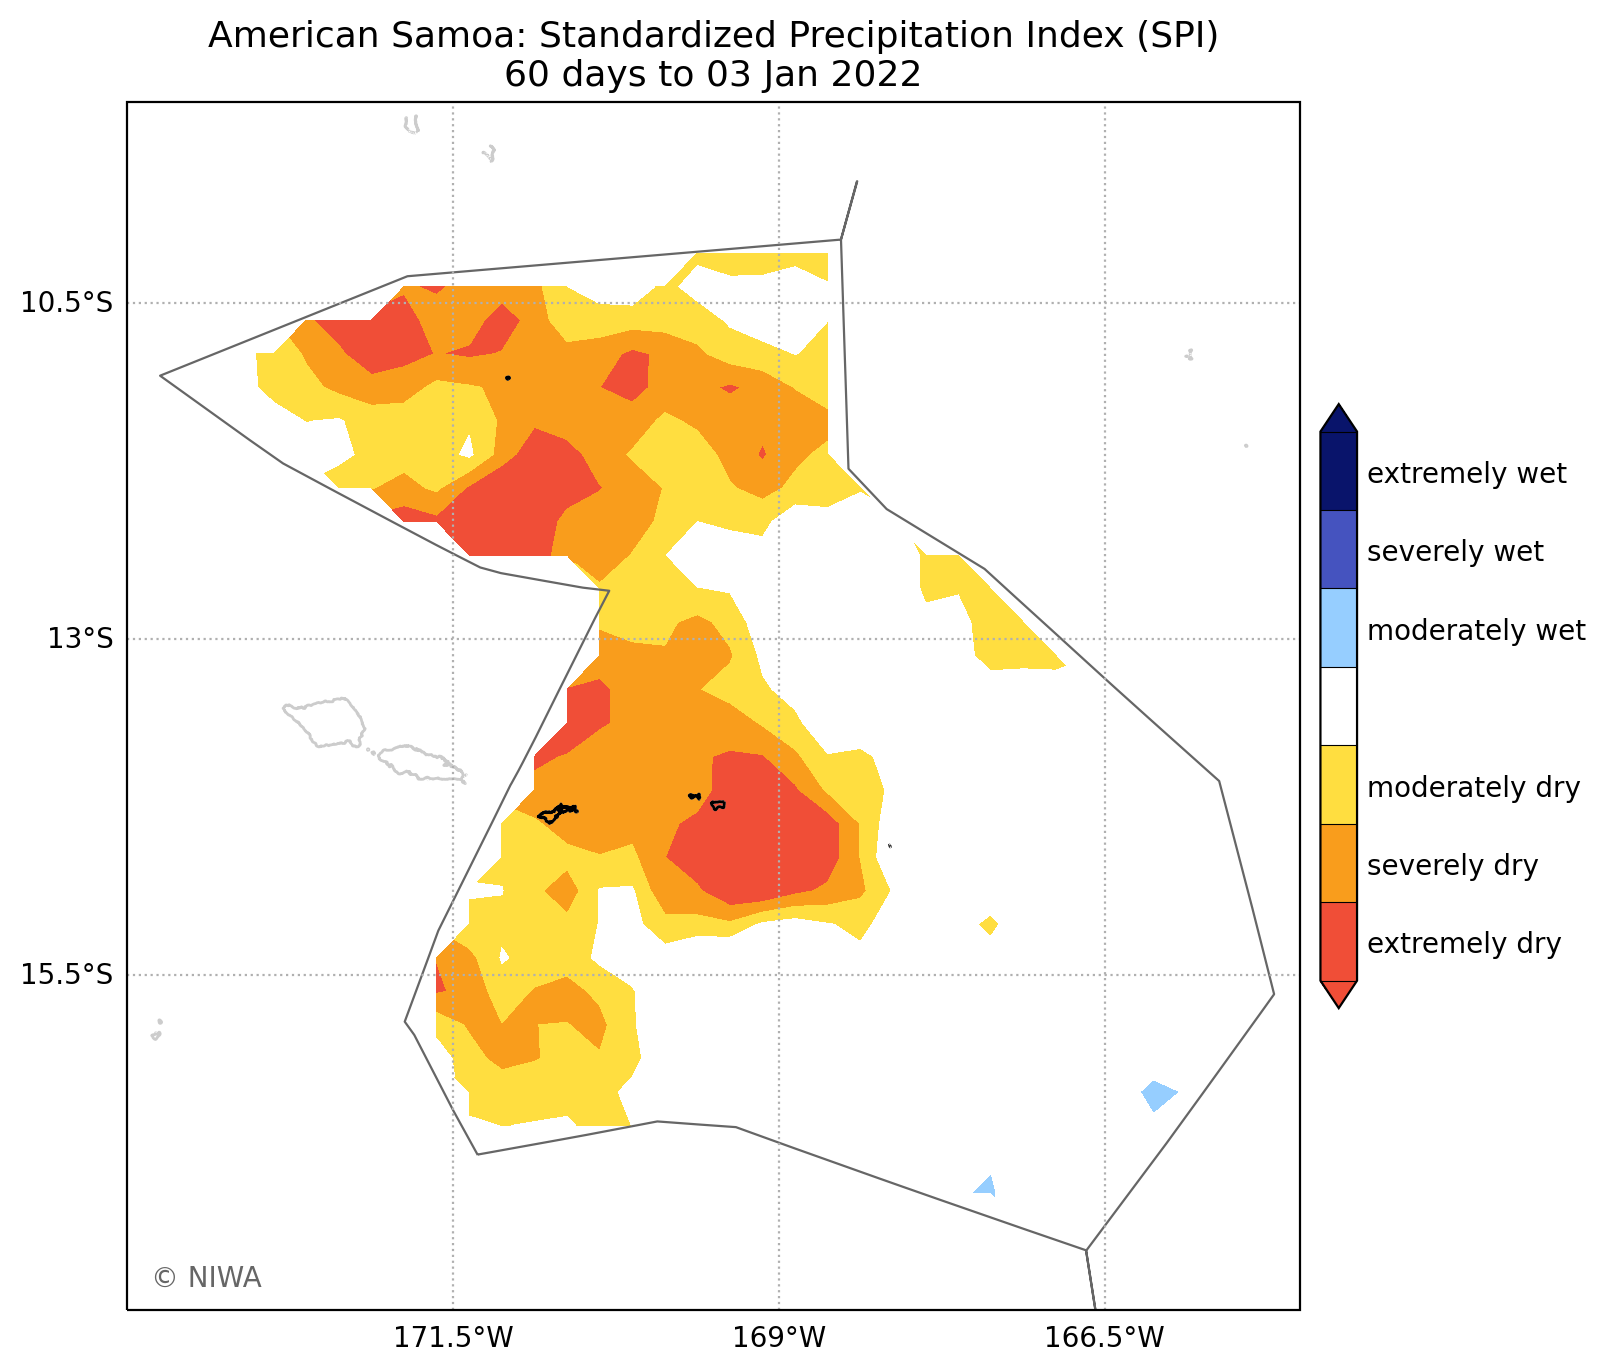 American Samoa: Standardized Precipitation Index (SPI)
60 days to 03 Jan 2022
10.5°S
13°S
15.5°S
171.5°W
169°W
166.5°W
extremely wet
severely wet
moderately wet
moderately dry
severely dry
extremely dry
© NIWA